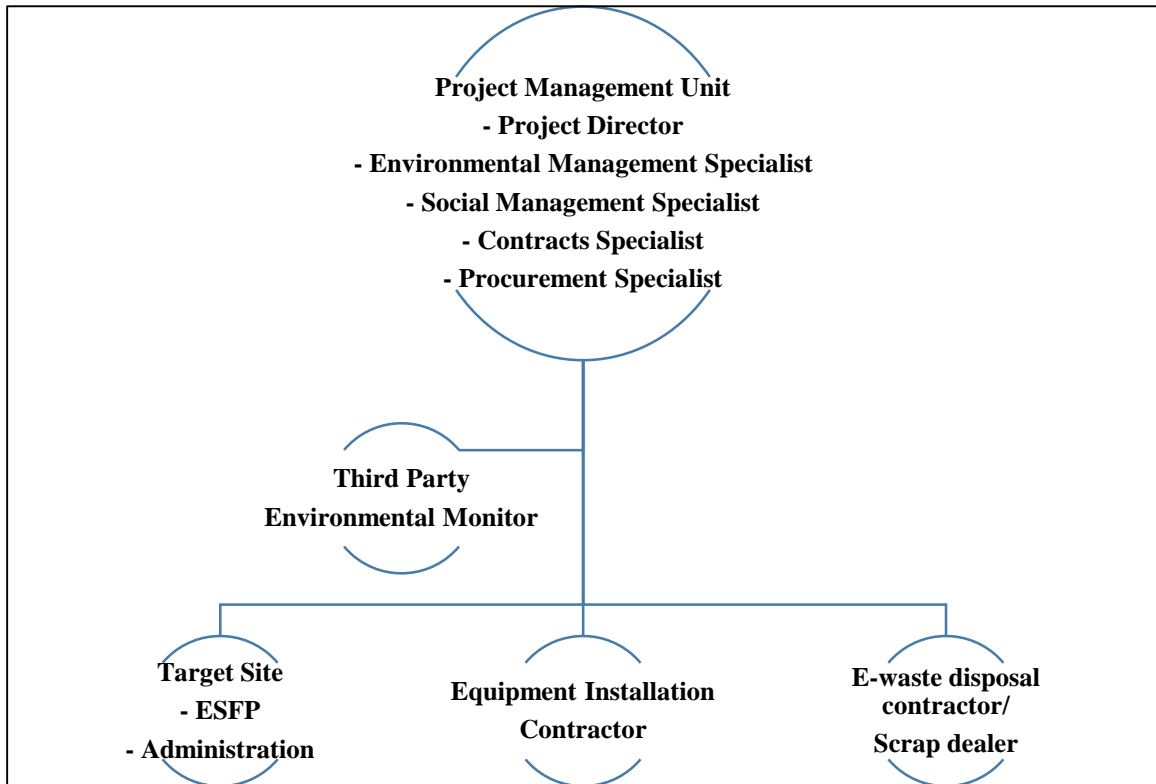 Project Management Unit
- Project Director
- Environmental Management Specialist
- Social Management Specialist
- Contracts Specialist
- Procurement Specialist
Third Party
Environmental Monitor
Target Site
- ESFP
- Administration
Equipment Installation
Contractor
E-waste disposal
contractor/
Scrap dealer